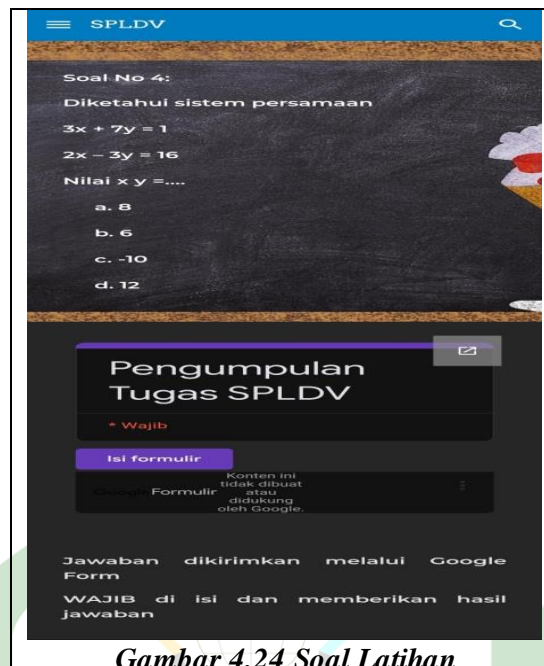 SPLDV
Soal No 4:
Diketahui sistem persamaan
3x + 7y = 1
2x – 3y = 16
Nilai x y =....
a. 8
b. 6
c. -10
d. 12
Pengumpulan
Tugas SPLDV
* Wajib
Isi formulir
Google Formulir
Konten ini
tidak dibuat
atau
didukung
oleh Google.
Jawaban dikirimkan melalui Google
Form
WAJIB di isi dan memberikan hasil
jawaban
Gambar 4.24 Soal Latihan